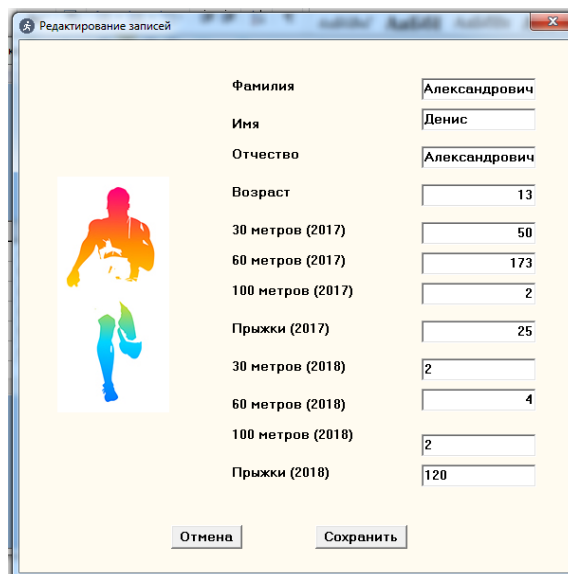 Редактирование записей
Фамилия Александрович
Имя Денис
Отчество Александрович
Возраст 13
30 метров (2017) 50
60 метров (2017) 173
100 метров (2017) 2
Прыжки (2017) 25
30 метров (2018) 2
60 метров (2018) 4
100 метров (2018) 2
Прыжки (2018) 120
Отмена Сохранить